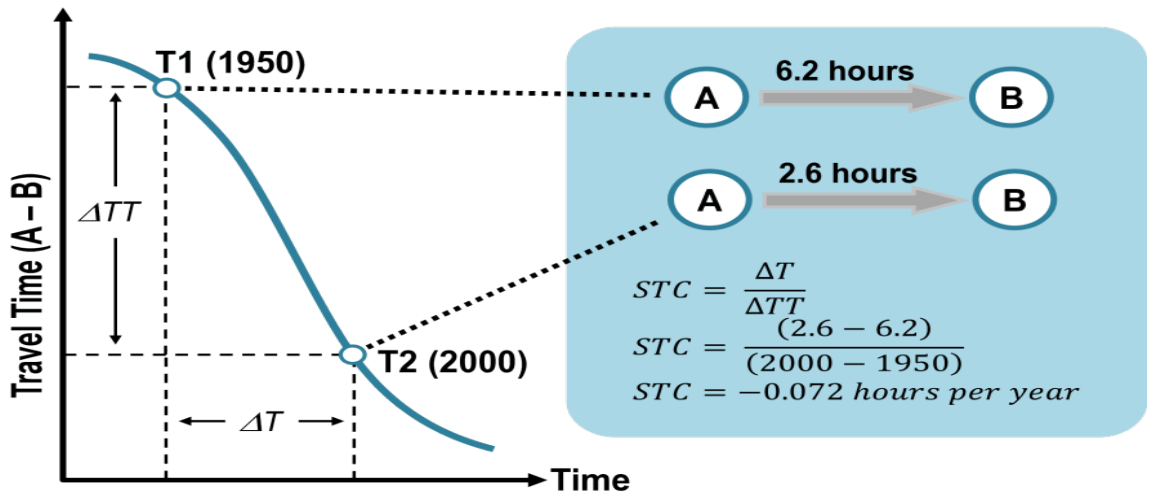 T1 (1950)
6.2 hours
A
B
2.6 hours
A
B
Travel Time (A – B)
ΔTT
STC = ΔT / ΔTT
STC = (2.6 − 6.2) / (2000 − 1950)
STC = −0.072 hours per year
T2 (2000)
ΔT
Time